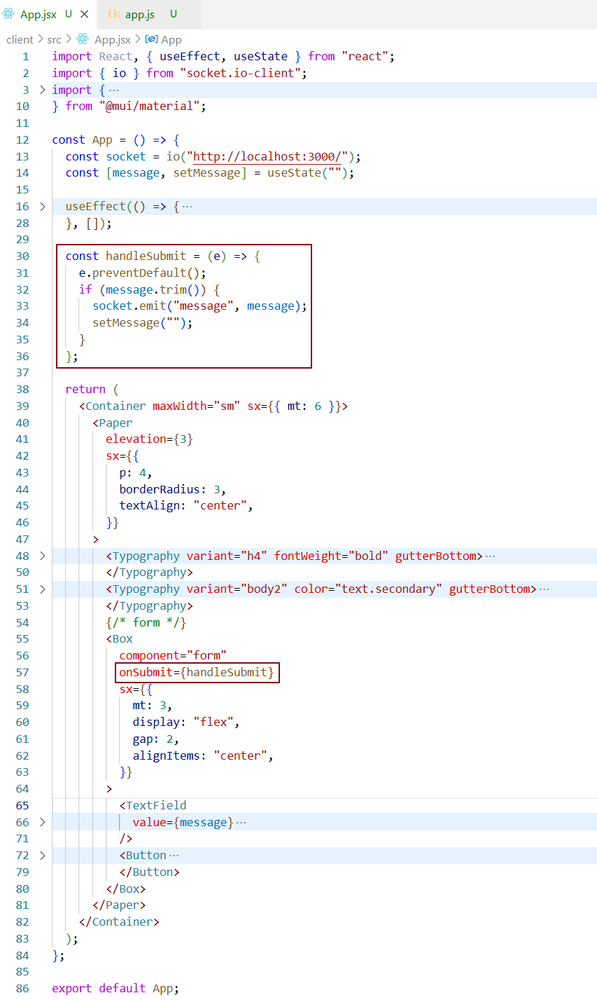 App.jsx U × app.js U
client > src > App.jsx > App
1 import React, { useEffect, useState } from "react";
2 import { io } from "socket.io-client";
3 > import { ···
10 } from "@mui/material";
11
12 const App = () => {
13 const socket = io("http://localhost:3000/");
14 const [message, setMessage] = useState("");
15
16 > useEffect(() => { ···
28 }, []);
29
30 const handleSubmit = (e) => {
31 e.preventDefault();
32 if (message.trim()) {
33 socket.emit("message", message);
34 setMessage("");
35 }
36 };
37
38 return (
39 <Container maxWidth="sm" sx={{ mt: 6 }}>
40 <Paper
41 elevation={3}
42 sx={{
43 p: 4,
44 borderRadius: 3,
45 textAlign: "center",
46 }}
47 >
48 > <Typography variant="h4" fontWeight="bold" gutterBottom> ···
50 </Typography>
51 > <Typography variant="body2" color="text.secondary" gutterBottom> ···
53 </Typography>
54 {/* form */}
55 <Box
56 component="form"
57 onSubmit={handleSubmit}
58 sx={{
59 mt: 3,
60 display: "flex",
61 gap: 2,
62 alignItems: "center",
63 }}
64 >
65 <TextField
66 > value={message} ···
71 />
72 > <Button ···
79 </Button>
80 </Box>
81 </Paper>
82 </Container>
83 );
84 };
85
86 export default App;